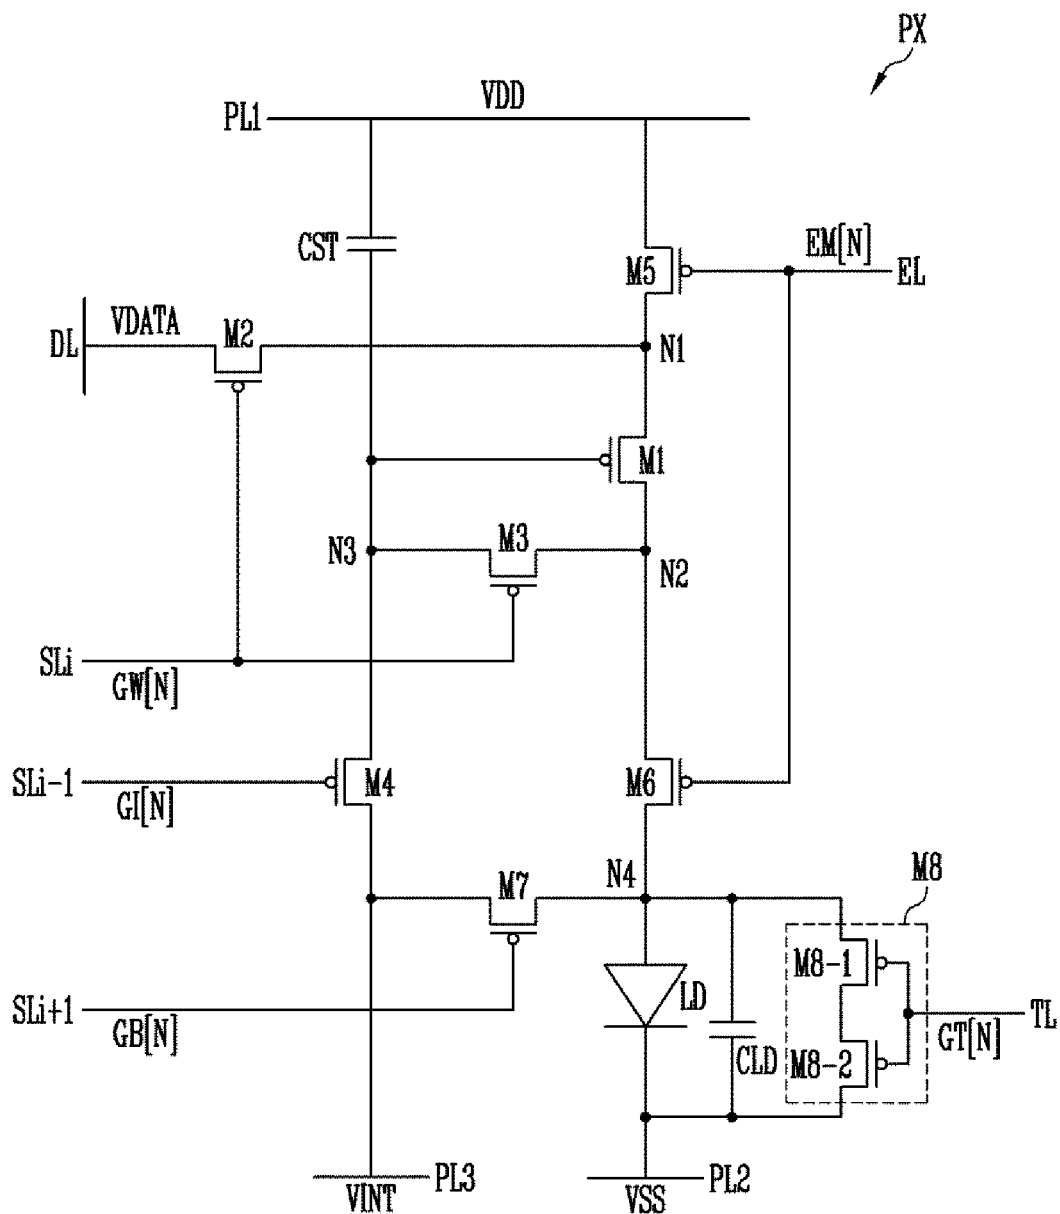 PX
VDD
PL1
CST
M5
EM[N]
EL
VDATA
M2
DL
N1
M1
M3
N3
N2
SLi
GW[N]
SLi-1
GI[N]
M4
M6
N4
M8
M7
M8-1
LD
SLi+1
GB[N]
TL
GT[N]
CLD
M8-2
PL3
VINT
PL2
VSS